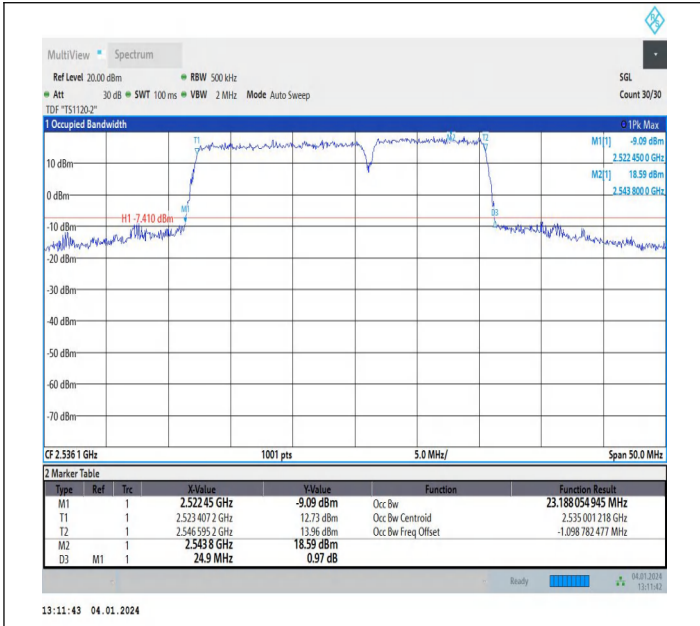 R S
MultiView Spectrum
Ref Level 20.00 dBm RBW 500 kHz SGL
Att 30 dB SWT 100 ms VBW 2 MHz Mode Auto Sweep Count 30/30
TDF "TS1120-2"
1 Occupied Bandwidth 1Pk Max
T1 M2 T2 M1[1] -9.09 dBm
2.522 450 0 GHz
10 dBm M2[1] 18.59 dBm
2.543 800 0 GHz
0 dBm
M1 D3
H1 -7.410 dBm
-10 dBm
-20 dBm
-30 dBm
-40 dBm
-50 dBm
-60 dBm
-70 dBm
CF 2.536 1 GHz 1001 pts 5.0 MHz/ Span 50.0 MHz
2 Marker Table
Type Ref Trc X-Value Y-Value Function Function Result
M1 1 2.522 45 GHz -9.09 dBm Occ Bw 23.188 054 945 MHz
T1 1 2.523 407 2 GHz 12.73 dBm Occ Bw Centroid 2.535 001 218 GHz
T2 1 2.546 595 2 GHz 13.96 dBm Occ Bw Freq Offset -1.098 782 477 MHz
M2 1 2.543 8 GHz 18.59 dBm
D3 M1 1 24.9 MHz 0.97 dB
Ready 04.01.2024
13:11:42
13:11:43 04.01.2024